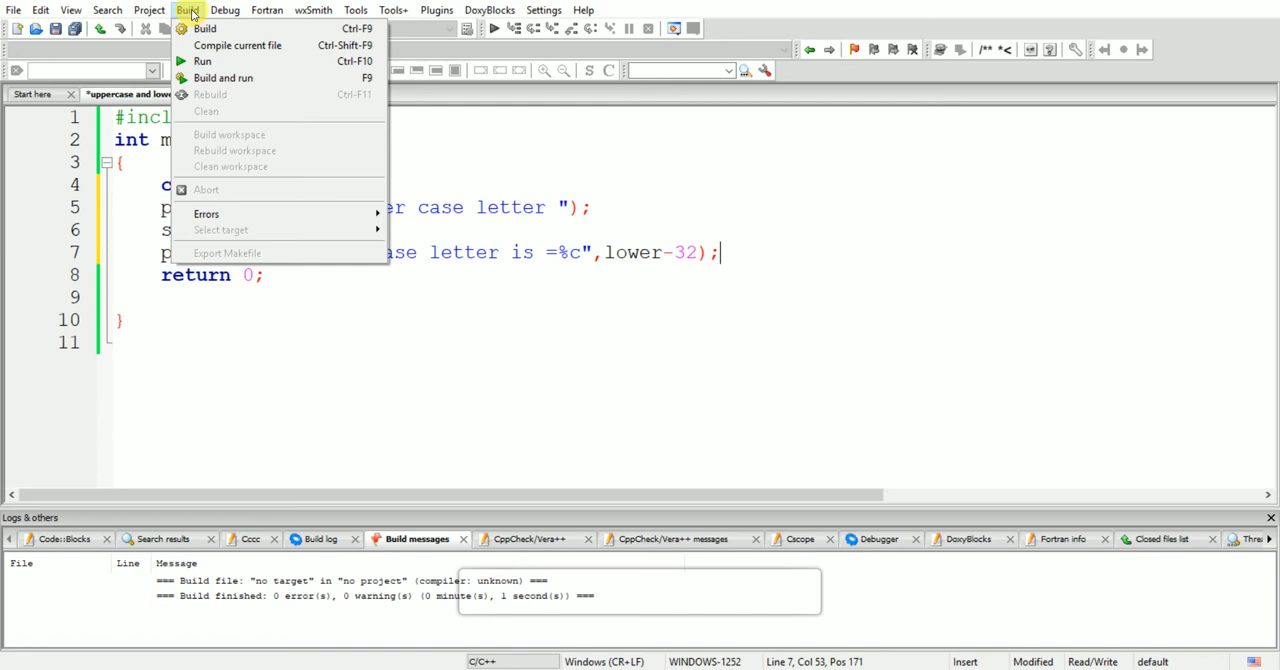 File Edit View Search Project Build Debug Fortran wxSmith Tools Tools+ Plugins DoxyBlocks Settings Help
Build Ctrl-F9
Compile current file Ctrl-Shift-F9
Run Ctrl-F10
Build and run F9
Rebuild Ctrl-F11
Clean
Build workspace
Rebuild workspace
Clean workspace
Abort
Errors
Select target
Export Makefile
/** *<
S C
Start here *uppercase and lowe
1 #incl
2 int m
3 {
4 c
5 p er case letter ");
6 s
7 p ase letter is =%c",lower-32);
8 return 0;
9
10 }
11
Logs & others
Code::Blocks Search results Cccc Build log Build messages CppCheck/Vera++ CppCheck/Vera++ messages Cscope Debugger DoxyBlocks Fortran info Closed files list Threa
File Line Message
=== Build file: "no target" in "no project" (compiler: unknown) ===
=== Build finished: 0 error(s), 0 warning(s) (0 minute(s), 1 second(s)) ===
C/C++ Windows (CR+LF) WINDOWS-1252 Line 7, Col 53, Pos 171 Insert Modified Read/Write default